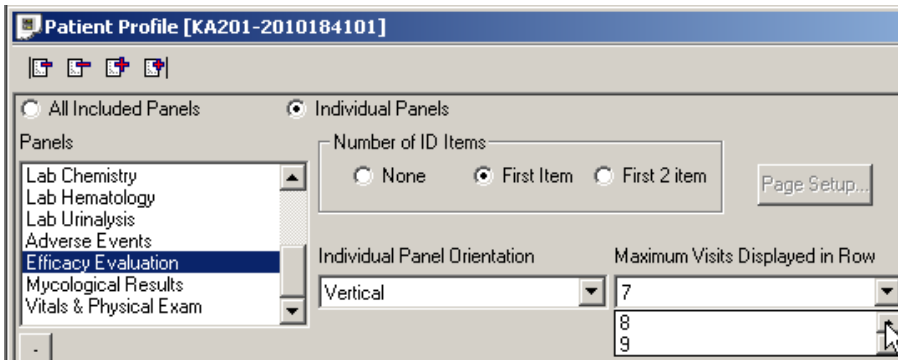 Patient Profile [KA201-2010184101]
All Included Panels
Individual Panels
Panels
Number of ID Items
None
First Item
First 2 item
Page Setup...
Lab Chemistry
Lab Hematology
Lab Urinalysis
Adverse Events
Efficacy Evaluation
Mycological Results
Vitals & Physical Exam
Individual Panel Orientation
Maximum Visits Displayed in Row
Vertical
7
8
9
-